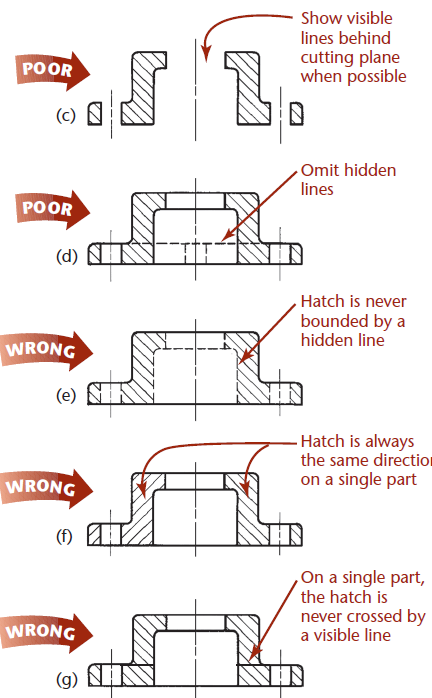 Show visible
lines behind
cutting plane
when possible
POOR
(c)
Omit hidden
lines
POOR
(d)
Hatch is never
bounded by a
hidden line
WRONG
(e)
Hatch is always
the same direction
on a single part
WRONG
(f)
On a single part,
the hatch is
never crossed by
a visible line
WRONG
(g)